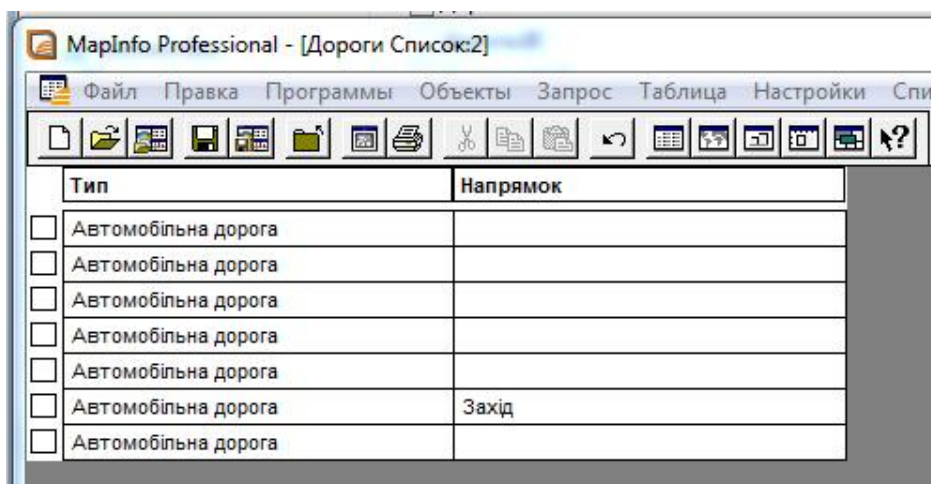 MapInfo Professional - [Дороги Список:2]
Файл Правка Программы Объекты Запрос Таблица Настройки
Тип Напрямок
Автомобільна дорога
Автомобільна дорога
Автомобільна дорога
Автомобільна дорога
Автомобільна дорога
Автомобільна дорога Захід
Автомобільна дорога